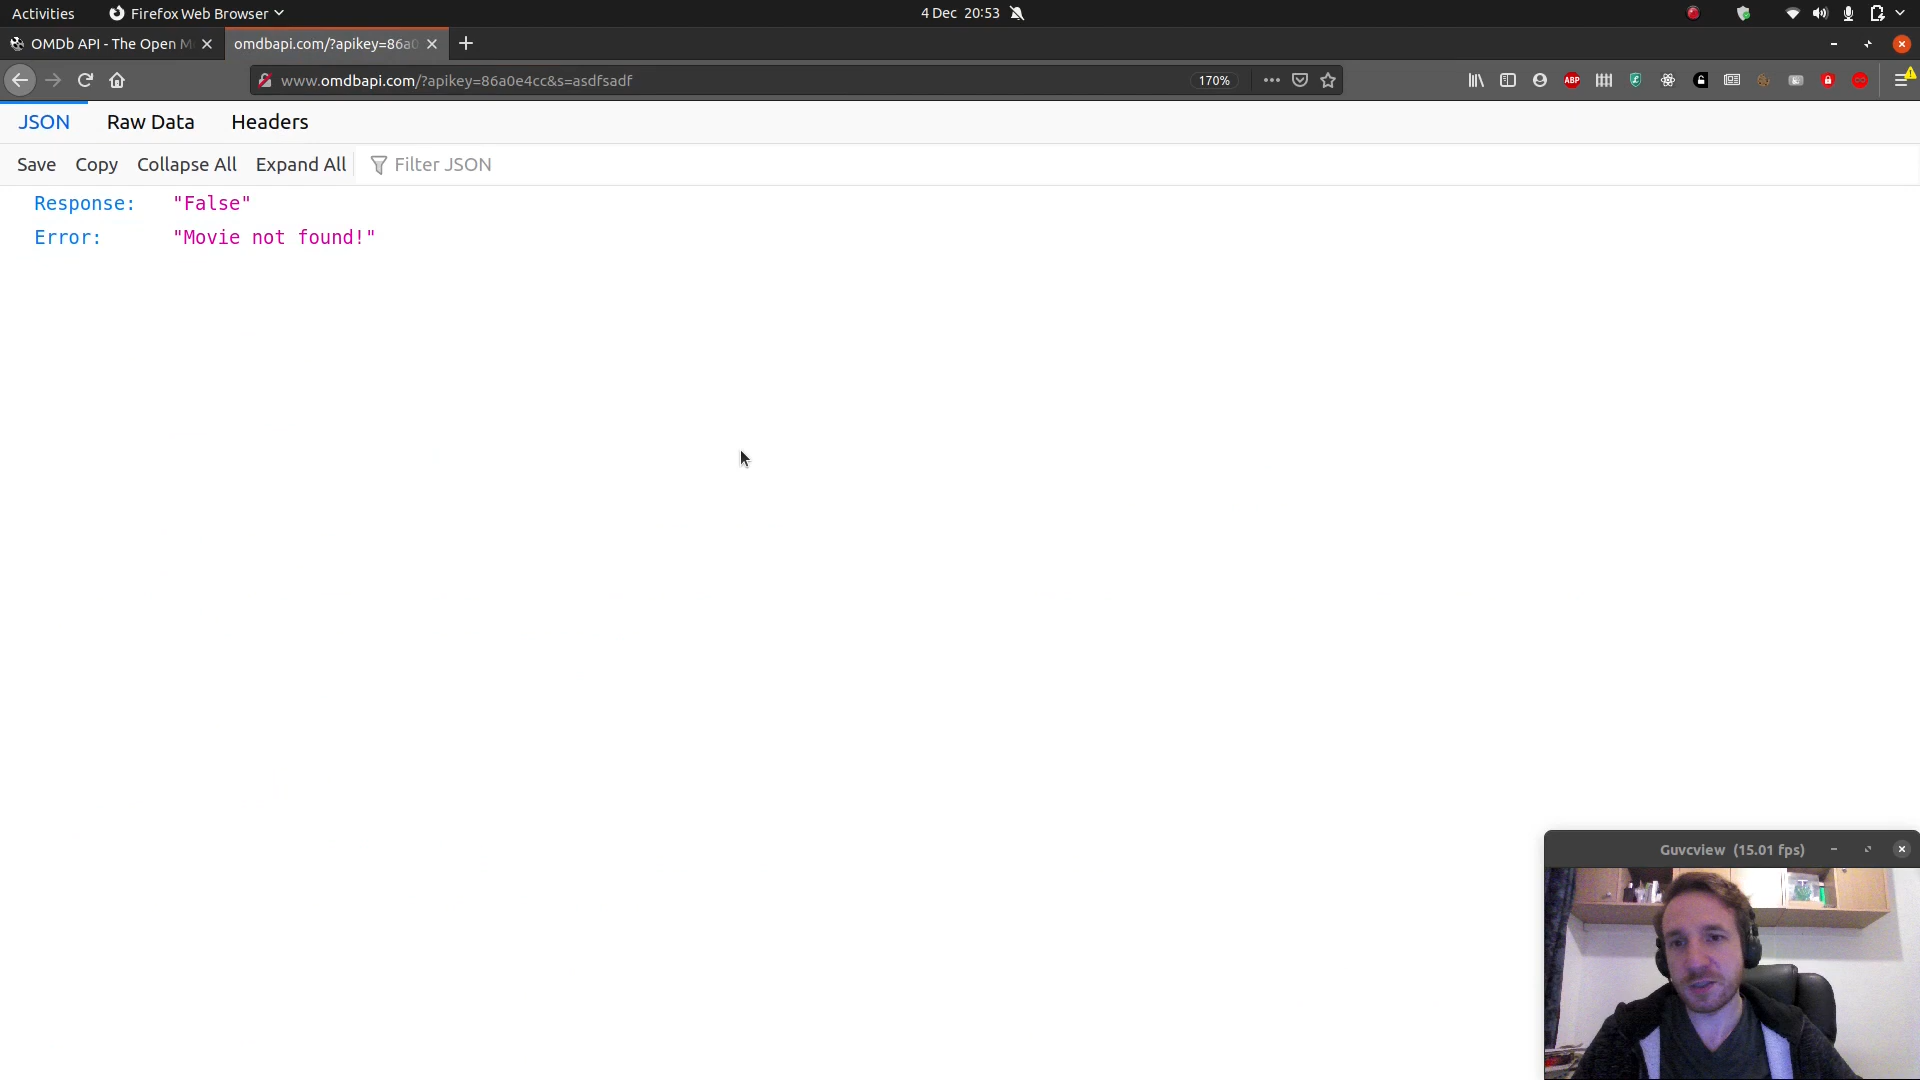 Activities
Firefox Web Browser
4 Dec 20:53
OMDb API - The Open M
omdbapi.com/?apikey=86a0
www.omdbapi.com/?apikey=86a0e4cc&s=asdfsadf
170%
ABP
JSON Raw Data Headers
Save Copy Collapse All Expand All Filter JSON
Response: "False"
Error: "Movie not found!"
Guvcview (15.01 fps)